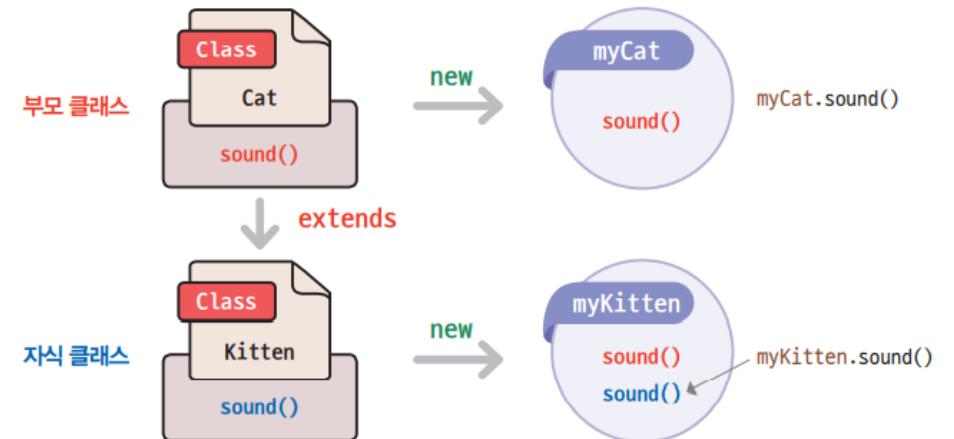 Class
Cat
부모 클래스
sound()
new
myCat
sound()
myCat.sound()
extends
Class
Kitten
자식 클래스
sound()
new
myKitten
sound()
sound()
myKitten.sound()